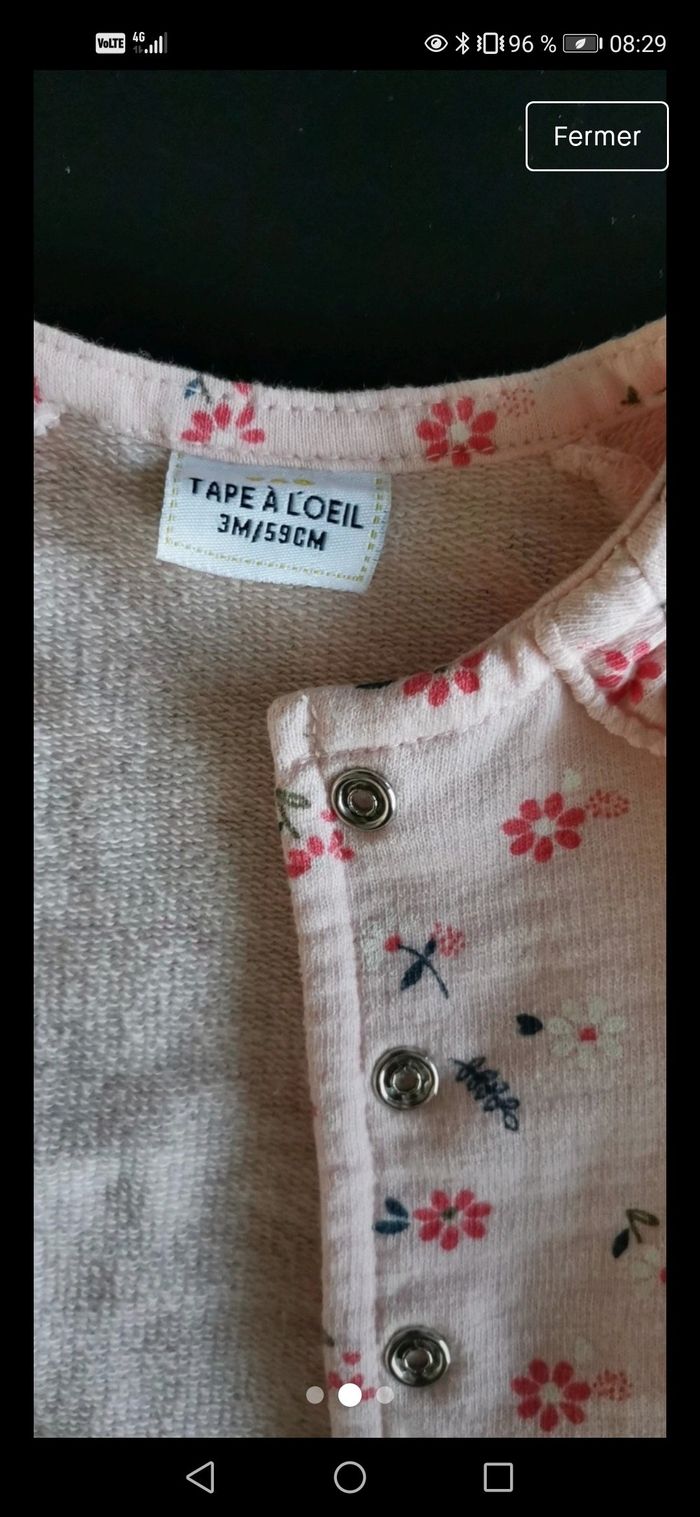 VoLTE 4G 96 % 08:29
Fermer
TAPE À L'OEIL
3M/59CM